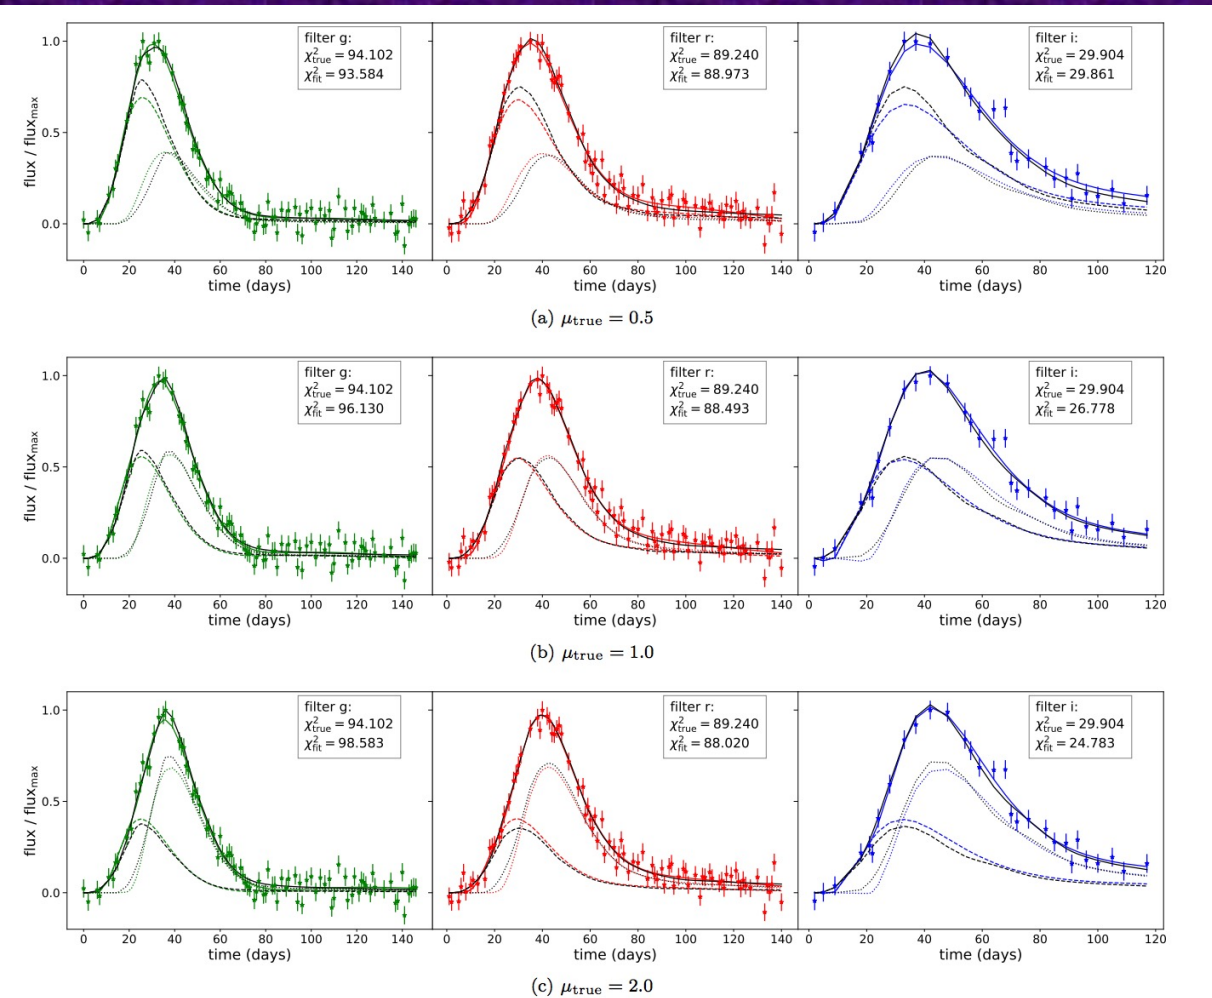 filter g:
χ²true = 94.102
χ²fit = 93.584
filter r:
χ²true = 89.240
χ²fit = 88.973
filter i:
χ²true = 29.904
χ²fit = 29.861
flux / fluxmax
1.0
0.5
0.0
0 20 40 60 80 100 120 140
0 20 40 60 80 100 120 140
0 20 40 60 80 100 120
time (days)
time (days)
time (days)
(a) μtrue = 0.5
filter g:
χ²true = 94.102
χ²fit = 96.130
filter r:
χ²true = 89.240
χ²fit = 88.493
filter i:
χ²true = 29.904
χ²fit = 26.778
flux / fluxmax
1.0
0.5
0.0
0 20 40 60 80 100 120 140
0 20 40 60 80 100 120 140
0 20 40 60 80 100 120
time (days)
time (days)
time (days)
(b) μtrue = 1.0
filter g:
χ²true = 94.102
χ²fit = 98.583
filter r:
χ²true = 89.240
χ²fit = 88.020
filter i:
χ²true = 29.904
χ²fit = 24.783
flux / fluxmax
1.0
0.5
0.0
0 20 40 60 80 100 120 140
0 20 40 60 80 100 120 140
0 20 40 60 80 100 120
time (days)
time (days)
time (days)
(c) μtrue = 2.0